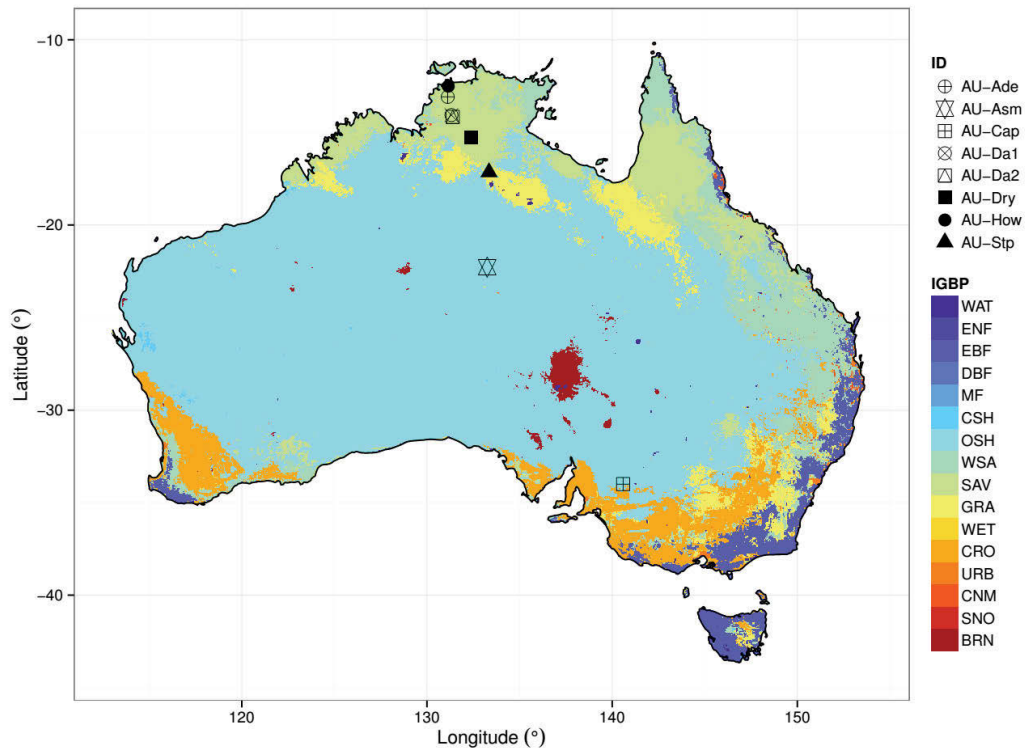 −10
−20
−30
−40
Latitude (°)
120
130
140
150
Longitude (°)
ID
AU−Ade
AU−Asm
AU−Cap
AU−Da1
AU−Da2
AU−Dry
AU−How
AU−Stp
IGBP
WAT
ENF
EBF
DBF
MF
CSH
OSH
WSA
SAV
GRA
WET
CRO
URB
CNM
SNO
BRN